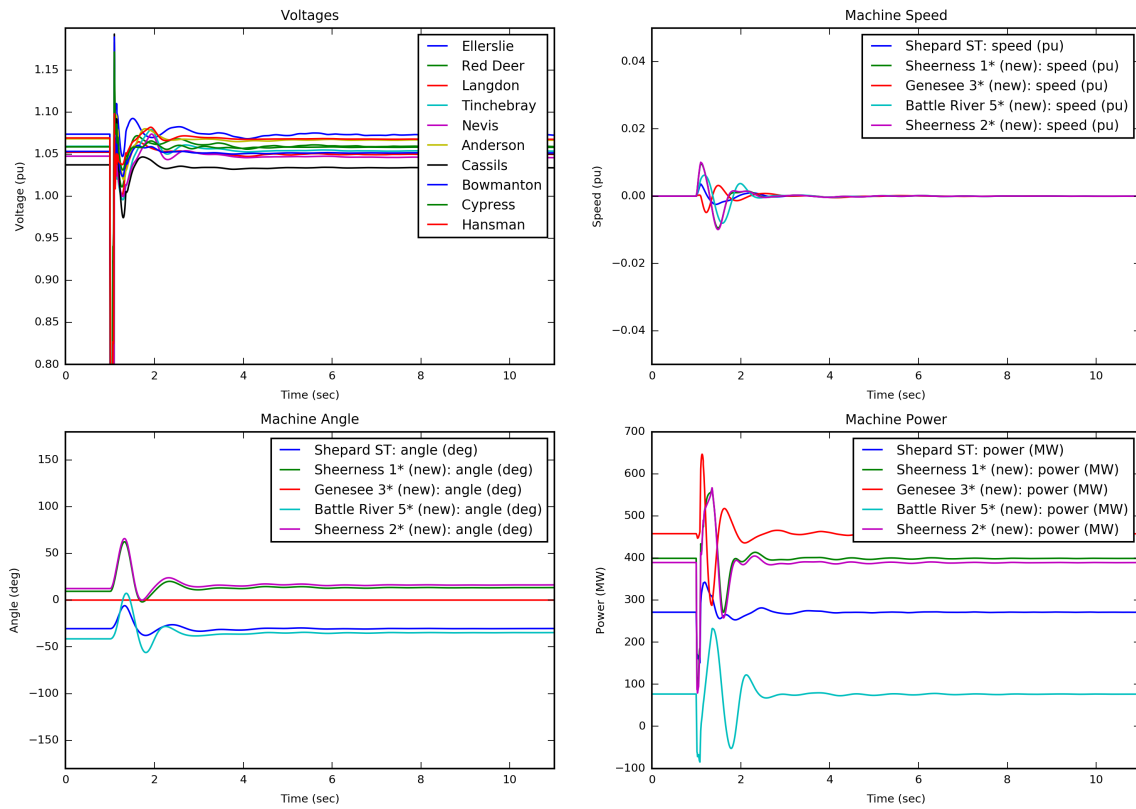 Voltages
1.15
1.10
1.05
1.00
0.95
0.90
0.85
0.80
Voltage (pu)
0 2 4 6 8 10
Time (sec)
Ellerslie
Red Deer
Langdon
Tinchebray
Nevis
Anderson
Cassils
Bowmanton
Cypress
Hansman
Machine Speed
0.04
0.02
0.00
−0.02
−0.04
Speed (pu)
0 2 4 6 8 10
Time (sec)
Shepard ST: speed (pu)
Sheerness 1* (new): speed (pu)
Genesee 3* (new): speed (pu)
Battle River 5* (new): speed (pu)
Sheerness 2* (new): speed (pu)
Machine Angle
150
100
50
0
−50
−100
−150
Angle (deg)
0 2 4 6 8 10
Time (sec)
Shepard ST: angle (deg)
Sheerness 1* (new): angle (deg)
Genesee 3* (new): angle (deg)
Battle River 5* (new): angle (deg)
Sheerness 2* (new): angle (deg)
Machine Power
700
600
500
400
300
200
100
0
−100
Power (MW)
0 2 4 6 8 10
Time (sec)
Shepard ST: power (MW)
Sheerness 1* (new): power (MW)
Genesee 3* (new): power (MW)
Battle River 5* (new): power (MW)
Sheerness 2* (new): power (MW)